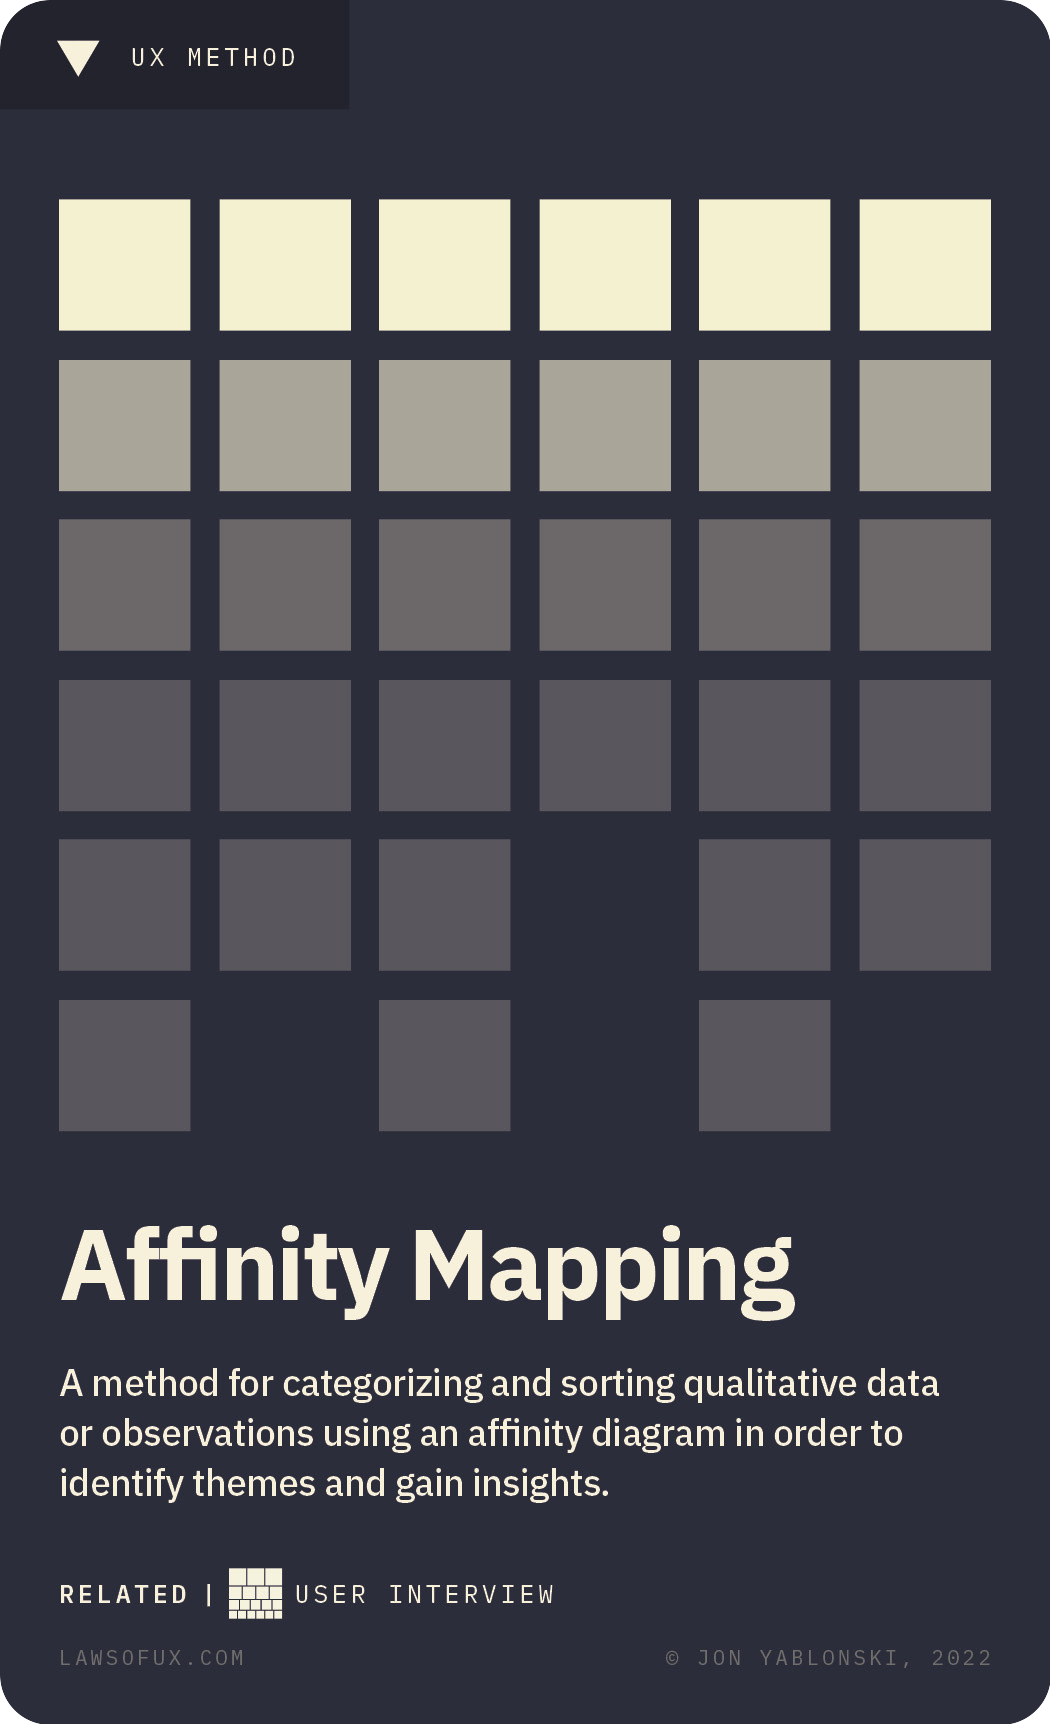 UX METHOD
Affinity Mapping
A method for categorizing and sorting qualitative data
or observations using an affinity diagram in order to
identify themes and gain insights.
RELATED | USER INTERVIEW
LAWSOFUX.COM
© JON YABLONSKI, 2022